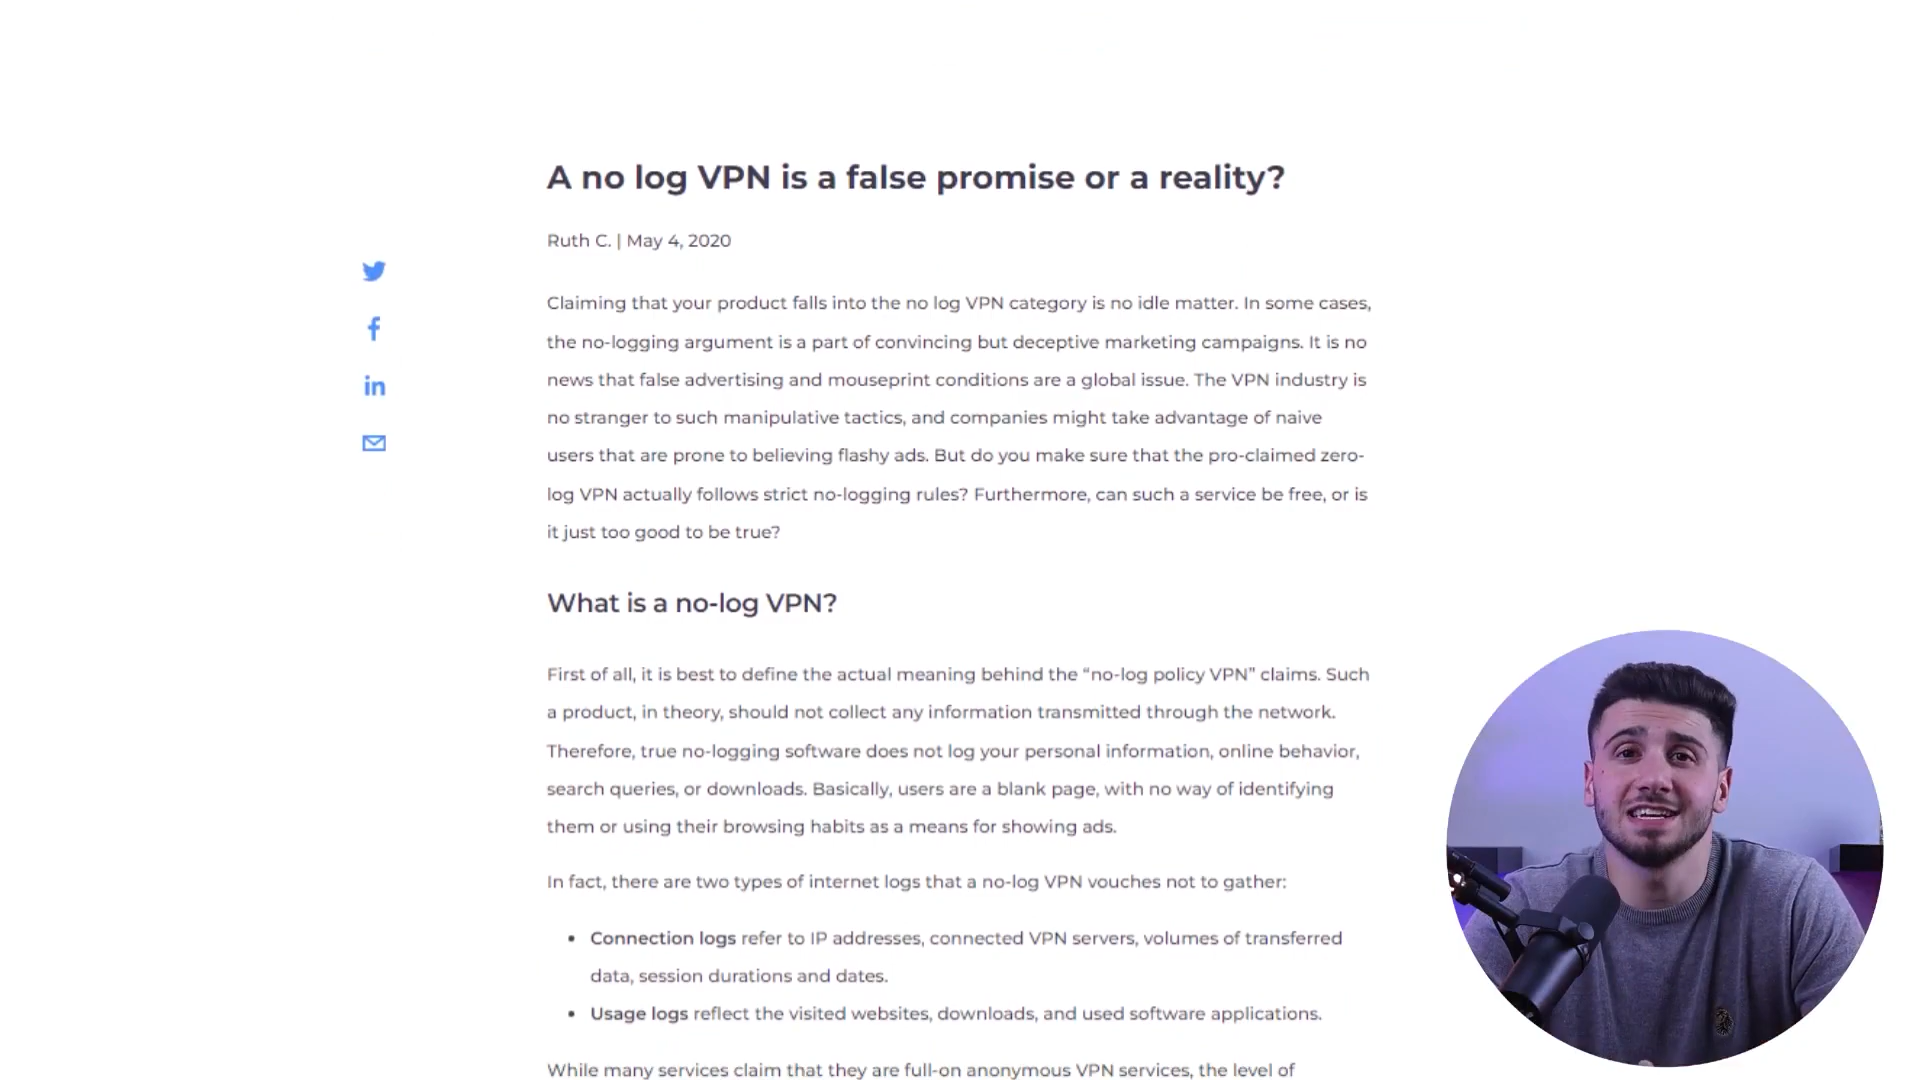 A no log VPN is a false promise or a reality?
Ruth C. | May 4, 2020
Claiming that your product falls into the no log VPN category is no idle matter. In some cases,
the no-logging argument is a part of convincing but deceptive marketing campaigns. It is no
news that false advertising and mouseprint conditions are a global issue. The VPN industry is
no stranger to such manipulative tactics, and companies might take advantage of naive
users that are prone to believing flashy ads. But do you make sure that the pro-claimed zero-
log VPN actually follows strict no-logging rules? Furthermore, can such a service be free, or is
it just too good to be true?
What is a no-log VPN?
First of all, it is best to define the actual meaning behind the “no-log policy VPN” claims. Such
a product, in theory, should not collect any information transmitted through the network.
Therefore, true no-logging software does not log your personal information, online behavior,
search queries, or downloads. Basically, users are a blank page, with no way of identifying
them or using their browsing habits as a means for showing ads.
In fact, there are two types of internet logs that a no-log VPN vouches not to gather:
• Connection logs refer to IP addresses, connected VPN servers, volumes of transferred
data, session durations and dates.
• Usage logs reflect the visited websites, downloads, and used software applications.
While many services claim that they are full-on anonymous VPN services, the level of